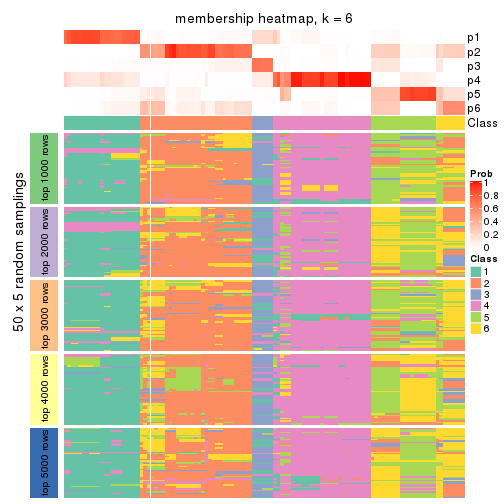 membership heatmap, k = 6
p1
p2
p3
p4
p5
p6
Class
50 x 5 random samplings
top 1000 rows
top 2000 rows
top 3000 rows
top 4000 rows
top 5000 rows
Prob
1
0.8
0.6
0.4
0.2
0
Class
1
2
3
4
5
6